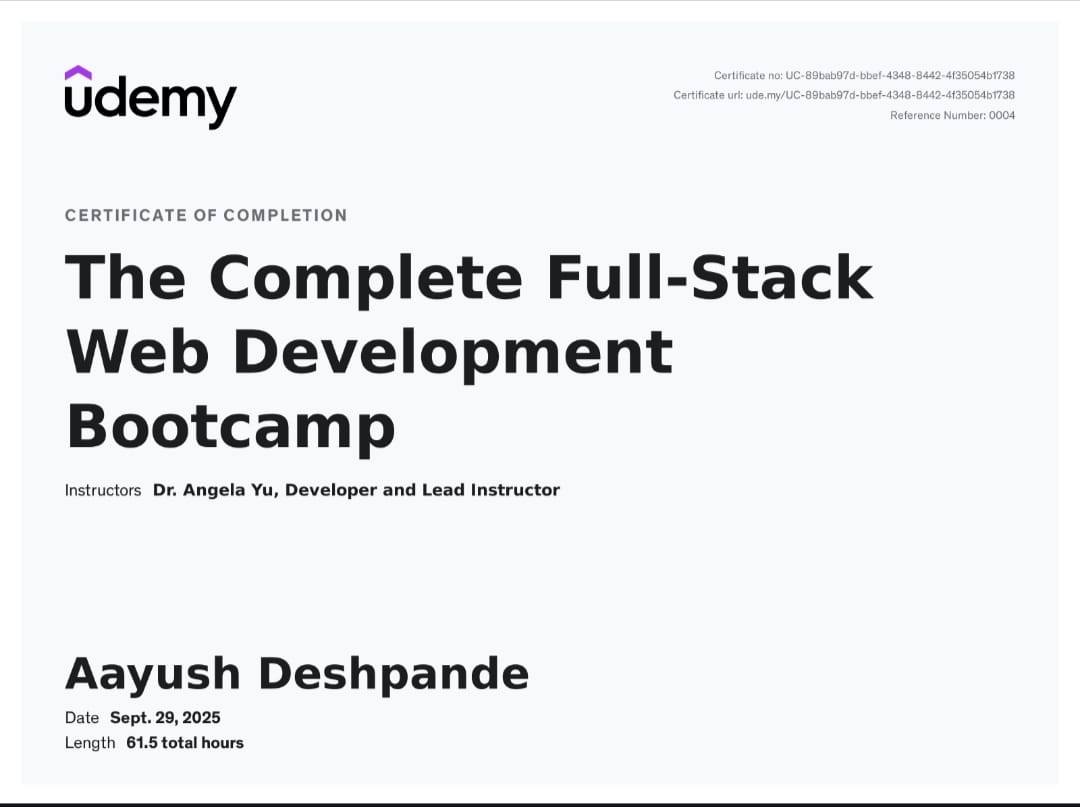 udemy
Certificate no: UC-89bab97d-bbef-4348-8442-4f35054b1738
Certificate url: ude.my/UC-89bab97d-bbef-4348-8442-4f35054b1738
Reference Number: 0004
CERTIFICATE OF COMPLETION
The Complete Full-Stack
Web Development
Bootcamp
Instructors Dr. Angela Yu, Developer and Lead Instructor
Aayush Deshpande
Date Sept. 29, 2025
Length 61.5 total hours